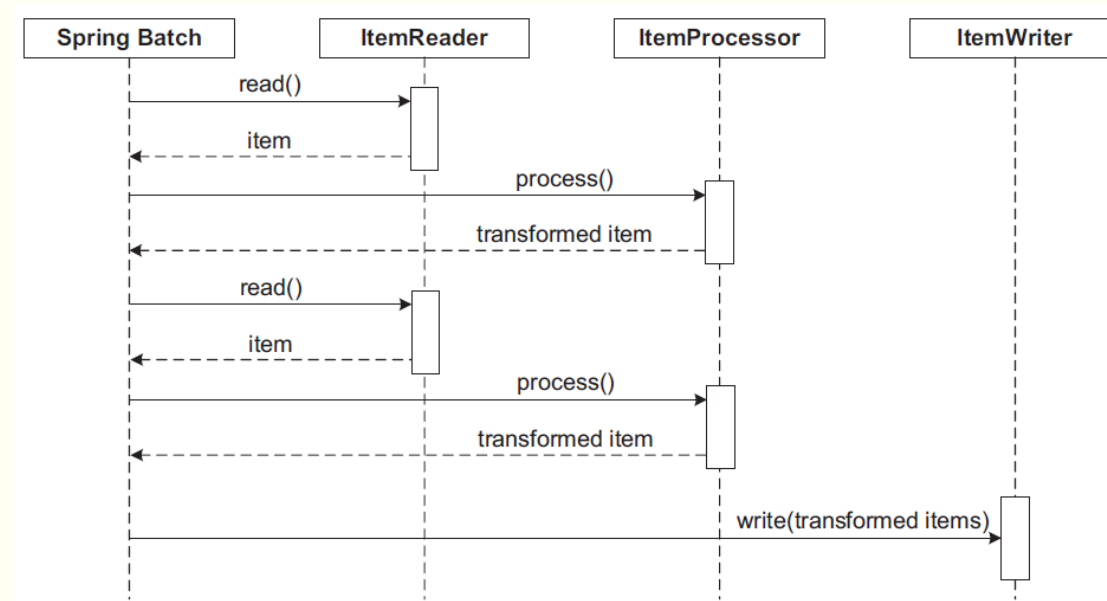 Spring Batch
ItemReader
ItemProcessor
ItemWriter
read()
item
process()
transformed item
read()
item
process()
transformed item
write(transformed items)